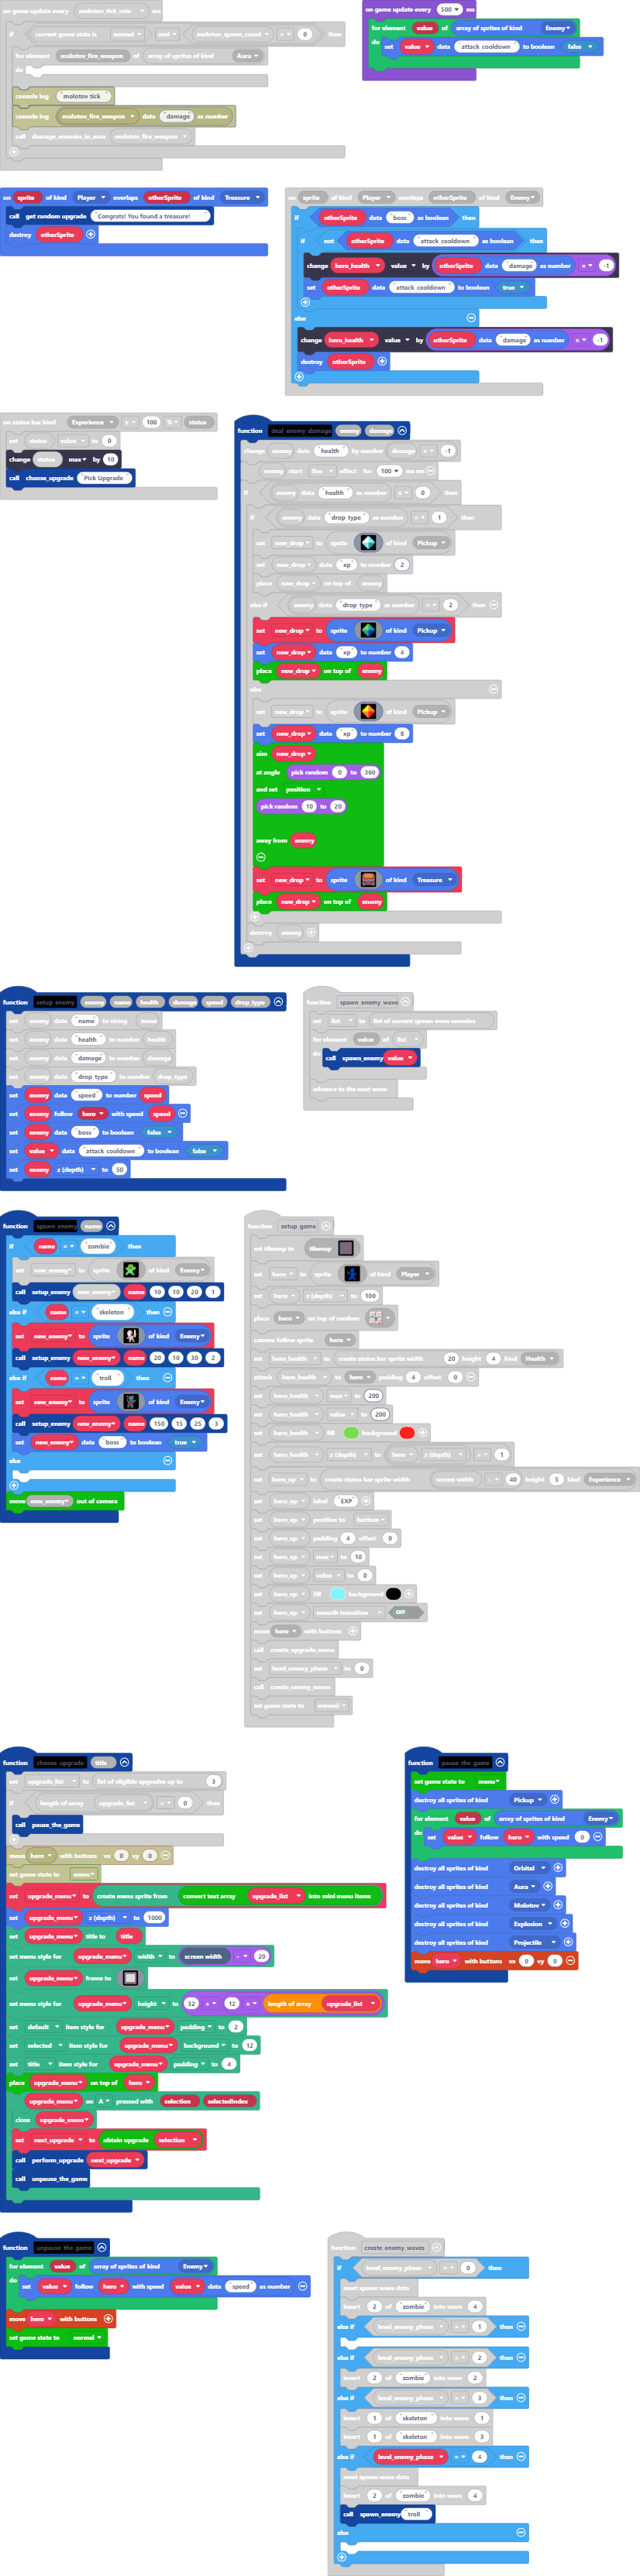 on game update every molotov_tick_rate ms
if current game state is normal and molotov_spawn_count > 0 then
for element molotov_fire_weapon of array of sprites of kind Aura
do
console log "molotov tick"
console log molotov_fire_weapon data "damage" as number
call damage_enemies_in_aura molotov_fire_weapon
on game update every 500 ms
for element value of array of sprites of kind Enemy
do set value data "attack cooldown" to boolean false
on sprite of kind Player overlaps otherSprite of kind Treasure
call get random upgrade "Congrats! You found a treasure!"
destroy otherSprite
on sprite of kind Player overlaps otherSprite of kind Enemy
if otherSprite data "boss" as boolean then
if not otherSprite data "attack cooldown" as boolean then
change hero_health value by otherSprite data "damage" as number × -1
set otherSprite data "attack cooldown" to boolean true
else
change hero_health value by otherSprite data "damage" as number × -1
destroy otherSprite
on status bar kind Experience ≥ 100 % status
set status value to 0
change status max by 10
call choose_upgrade "Pick Upgrade"
function deal enemy damage enemy damage
change enemy data "health" by number damage × -1
enemy start fire effect for 100 ms
if enemy data "health" as number ≤ 0 then
if enemy data "drop type" as number = 1 then
set new_drop to sprite of kind Pickup
set new_drop data "xp" to number 2
place new_drop on top of enemy
else if enemy data "drop type" as number = 2 then
set new_drop to sprite of kind Pickup
set new_drop data "xp" to number 4
place new_drop on top of enemy
else
set new_drop to sprite of kind Pickup
set new_drop data "xp" to number 8
aim new_drop
at angle pick random 0 to 360
and set position
pick random 10 to 20
away from enemy
set new_drop to sprite of kind Treasure
place new_drop on top of enemy
destroy enemy
function setup enemy enemy name health damage speed drop_type
set enemy data "name" to string name
set enemy data "health" to number health
set enemy data "damage" to number damage
set enemy data "drop type" to number drop_type
set enemy data "speed" to number speed
set enemy follow hero with speed speed
set enemy data "boss" to boolean false
set value data "attack cooldown" to boolean false
set enemy z (depth) to 50
function spawn enemy wave
set list to list of current spawn wave enemies
for element value of list
do call spawn_enemy value
advance to the next wave
function spawn enemy name
if name = "zombie" then
set new_enemy to sprite of kind Enemy
call setup_enemy new_enemy name 10 10 20 1
else if name = "skeleton" then
set new_enemy to sprite of kind Enemy
call setup_enemy new_enemy name 20 10 30 2
else if name = "troll" then
set new_enemy to sprite of kind Enemy
call setup_enemy new_enemy name 150 15 25 3
set new_enemy data "boss" to boolean true
else
move new_enemy out of camera
function setup_game
set tilemap to tilemap
set hero to sprite of kind Player
set hero z (depth) to 100
place hero on top of random
camera follow sprite hero
set hero_health to create status bar sprite width 20 height 4 kind Health
attach hero_health to hero padding 4 offset 0
set hero_health max to 200
set hero_health value to 200
set hero_health fill background
set hero_health z (depth) to hero z (depth) + 1
set hero_xp to create status bar sprite width screen width - 40 height 5 kind Experience
set hero_xp label "EXP"
set hero_xp position to bottom
set hero_xp padding 4 offset 0
set hero_xp max to 10
set hero_xp value to 0
set hero_xp fill background
set hero_xp smooth transition OFF
move hero with buttons
call create_upgrade_menu
set level_enemy_phase to 0
call create_enemy_waves
set game state to normal
function choose upgrade title
set upgrade_list to list of eligible upgrades up to 3
if length of array upgrade_list > 0 then
call pause_the_game
move hero with buttons vx 0 vy 0
set game state to menu
set upgrade_menu to create menu sprite from convert text array upgrade_list into mini menu items
set upgrade_menu z (depth) to 1000
set upgrade_menu title to title
set menu style for upgrade_menu width to screen width - 20
set upgrade_menu frame to
set menu style for upgrade_menu height to 32 + 12 × length of array upgrade_list
set default item style for upgrade_menu padding to 2
set selected item style for upgrade_menu background to 12
set title item style for upgrade_menu padding to 4
place upgrade_menu on top of hero
upgrade_menu on A pressed with selection selectedIndex
close upgrade_menu
set next_upgrade to obtain upgrade selection
call perform_upgrade next_upgrade
call unpause_the_game
function pause the game
set game state to menu
destroy all sprites of kind Pickup
for element value of array of sprites of kind Enemy
do set value follow hero with speed 0
destroy all sprites of kind Orbital
destroy all sprites of kind Aura
destroy all sprites of kind Molotov
destroy all sprites of kind Explosion
destroy all sprites of kind Projectile
move hero with buttons vx 0 vy 0
function unpause the game
for element value of array of sprites of kind Enemy
do set value follow hero with speed value data "speed" as number
move hero with buttons
set game state to normal
function create enemy waves
if level_enemy_phase = 0 then
reset spawn wave data
insert 2 of "zombie" into wave 4
else if level_enemy_phase = 1 then
else if level_enemy_phase = 2 then
insert 2 of "zombie" into wave 2
else if level_enemy_phase = 3 then
insert 1 of "skeleton" into wave 1
insert 1 of "skeleton" into wave 3
else if level_enemy_phase = 4 then
reset spawn wave data
insert 2 of "zombie" into wave 4
call spawn_enemy "troll"
else